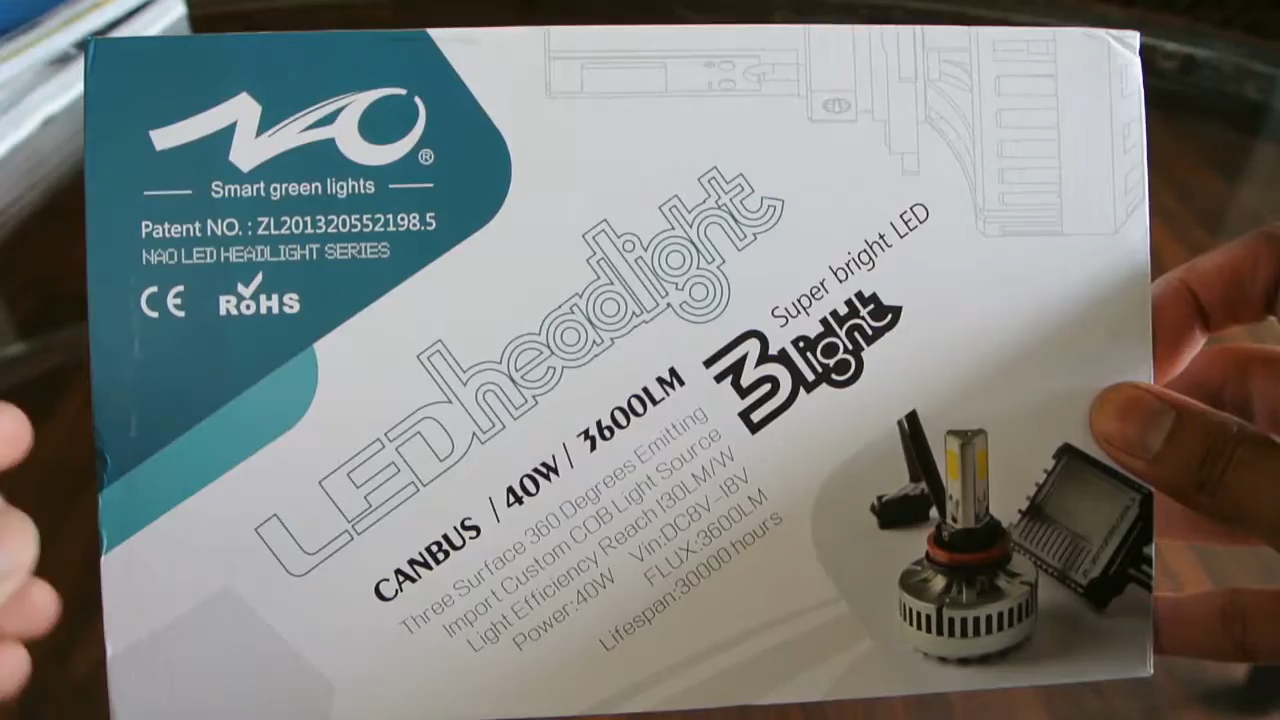 NAO
®
Smart green lights
Patent NO. : ZL201320552198.5
NAO LED HEADLIGHT SERIES
CE RoHS
LED headlight
Super bright LED
3light
CANBUS / 40W / 3600LM
Three Surface 360 Degrees Emitting
Import Custom COB Light Source
Light Efficiency Reach 130LM/W
Power:40W Vin:DC8V-18V
FLUX:3600LM
Lifespan:30000 hours